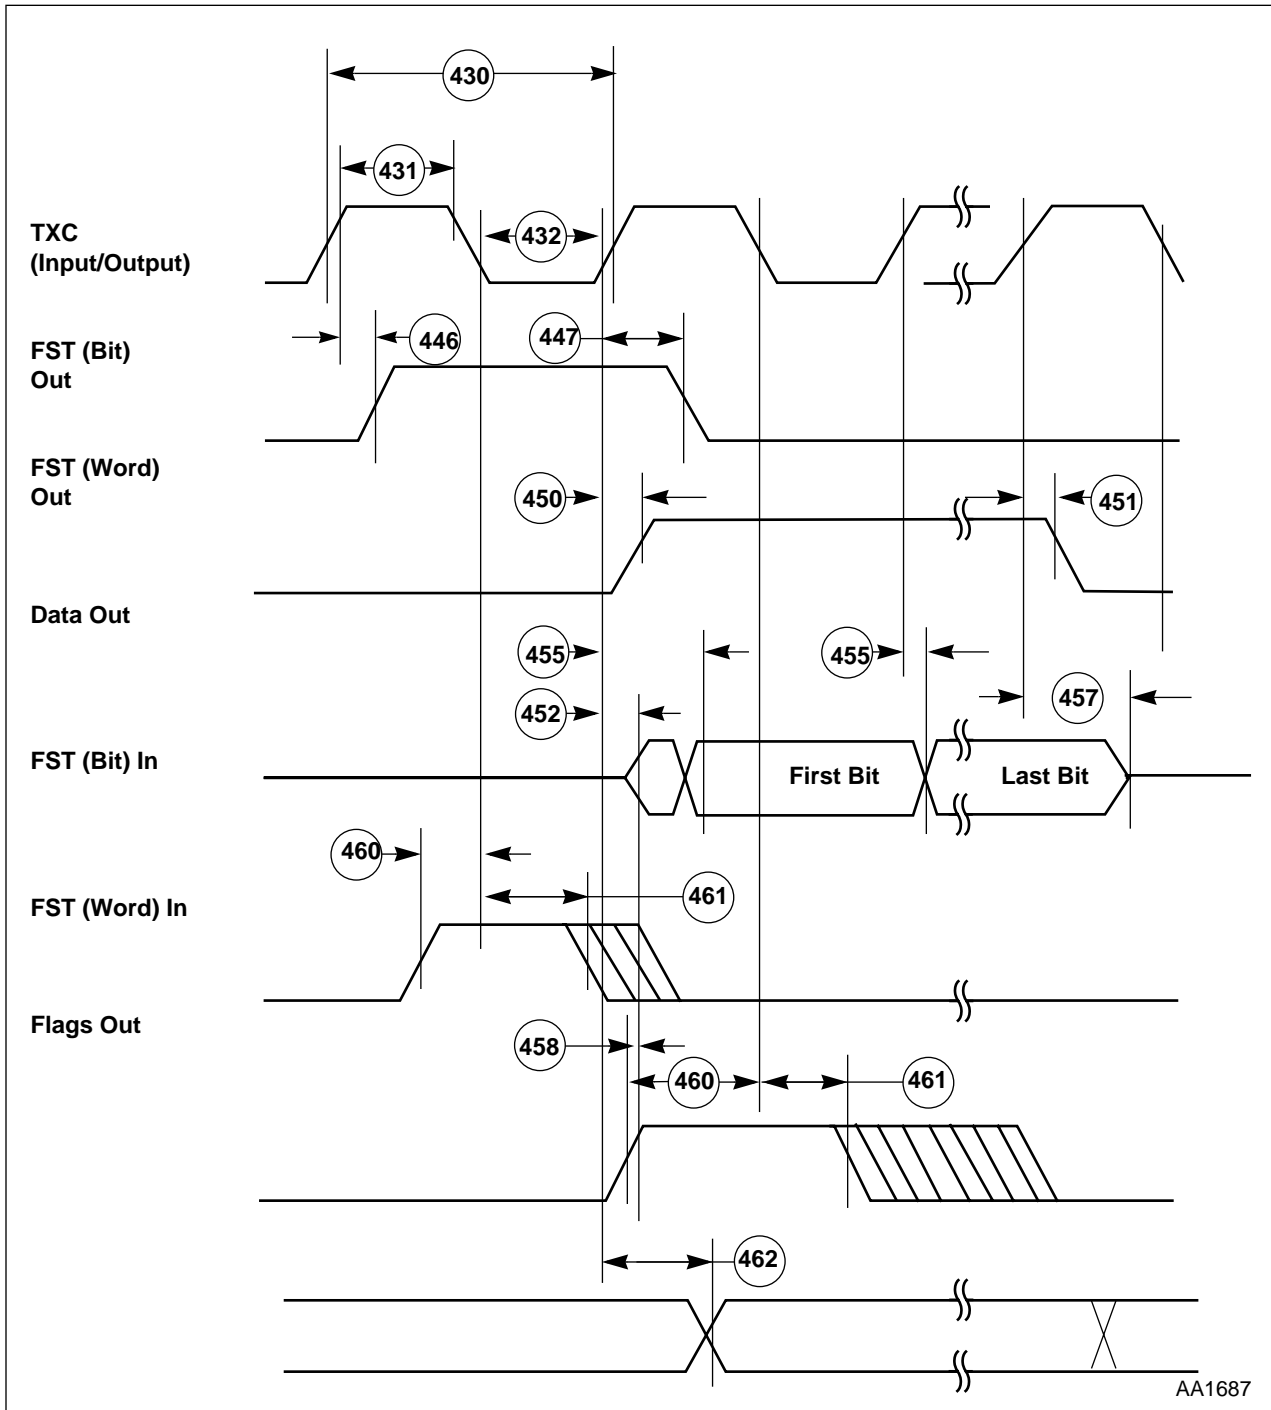 430
431
TXC
(Input/Output)
432
446
447
FST (Bit)
Out
FST (Word)
Out
450
451
Data Out
455
455
452
457
FST (Bit) In
First Bit
Last Bit
460
461
FST (Word) In
Flags Out
458
460
461
462
AA1687